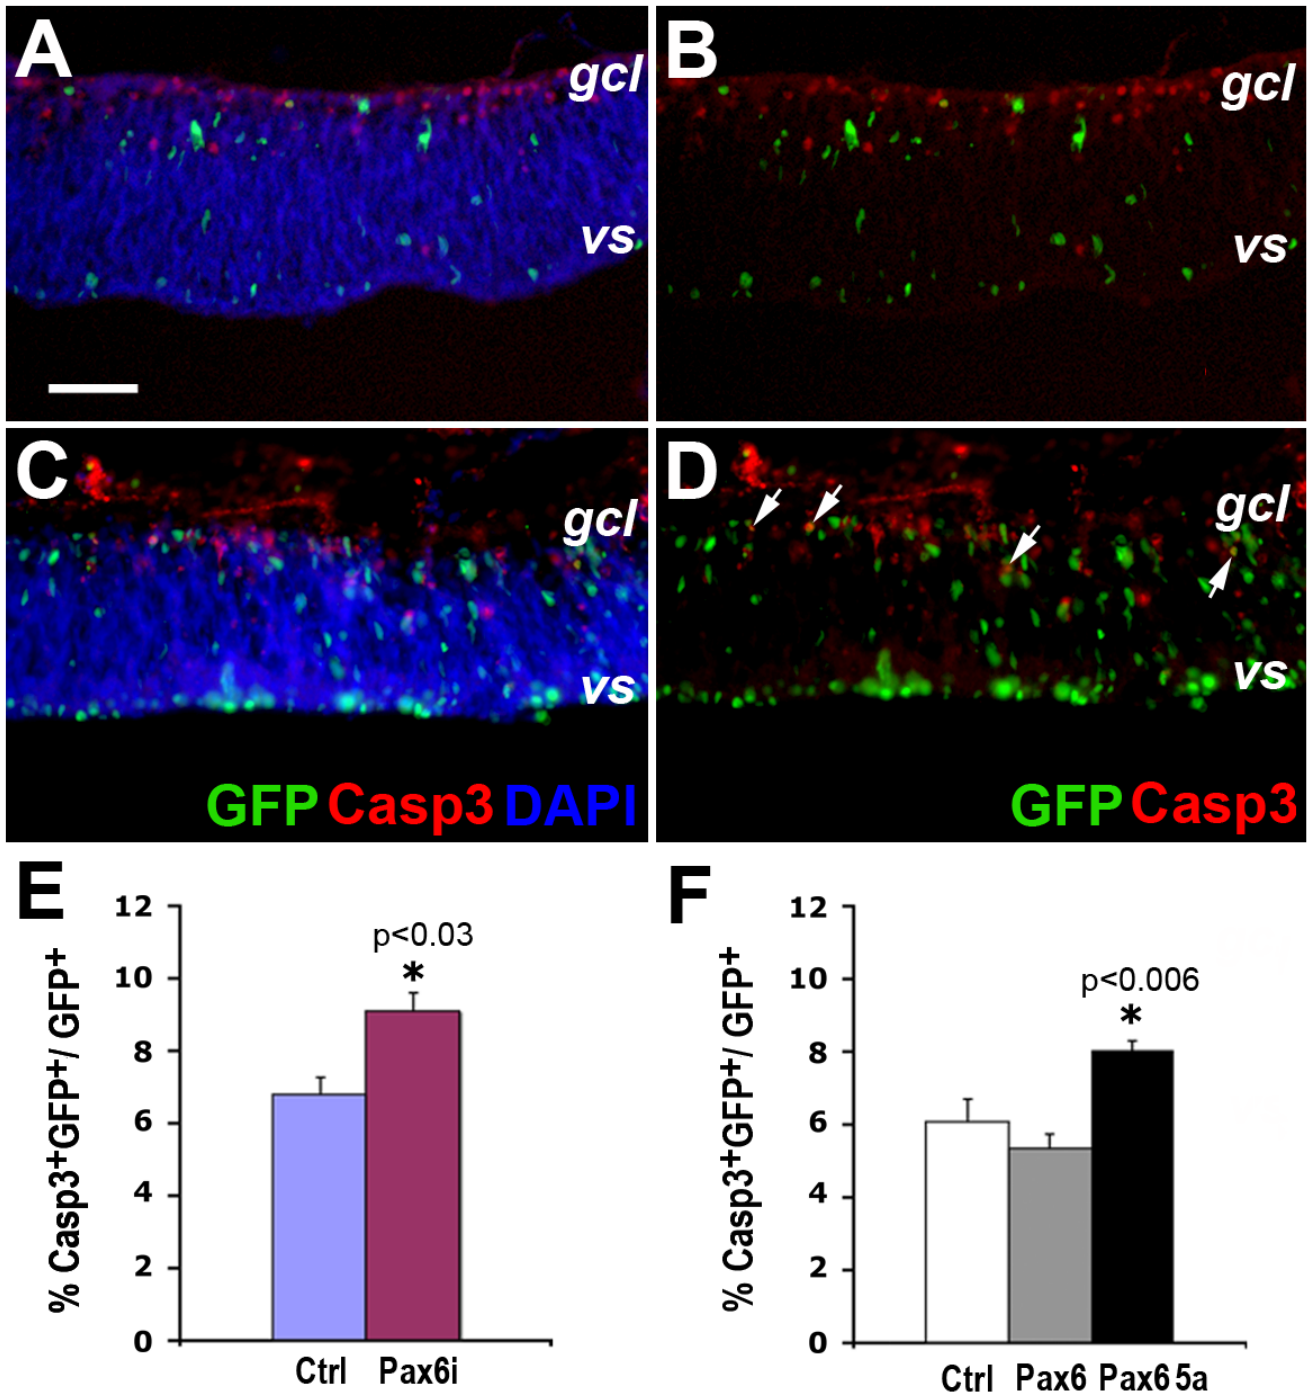 A
gcl
vs
B
gcl
vs
C
gcl
vs
GFP Casp3 DAPI
D
gcl
vs
GFP Casp3
E
% Casp3+GFP+/ GFP+
12
10
8
6
4
2
0
p<0.03
*
Ctrl Pax6i
F
% Casp3+GFP+/ GFP+
12
10
8
6
4
2
0
p<0.006
*
Ctrl Pax6 Pax6 5a